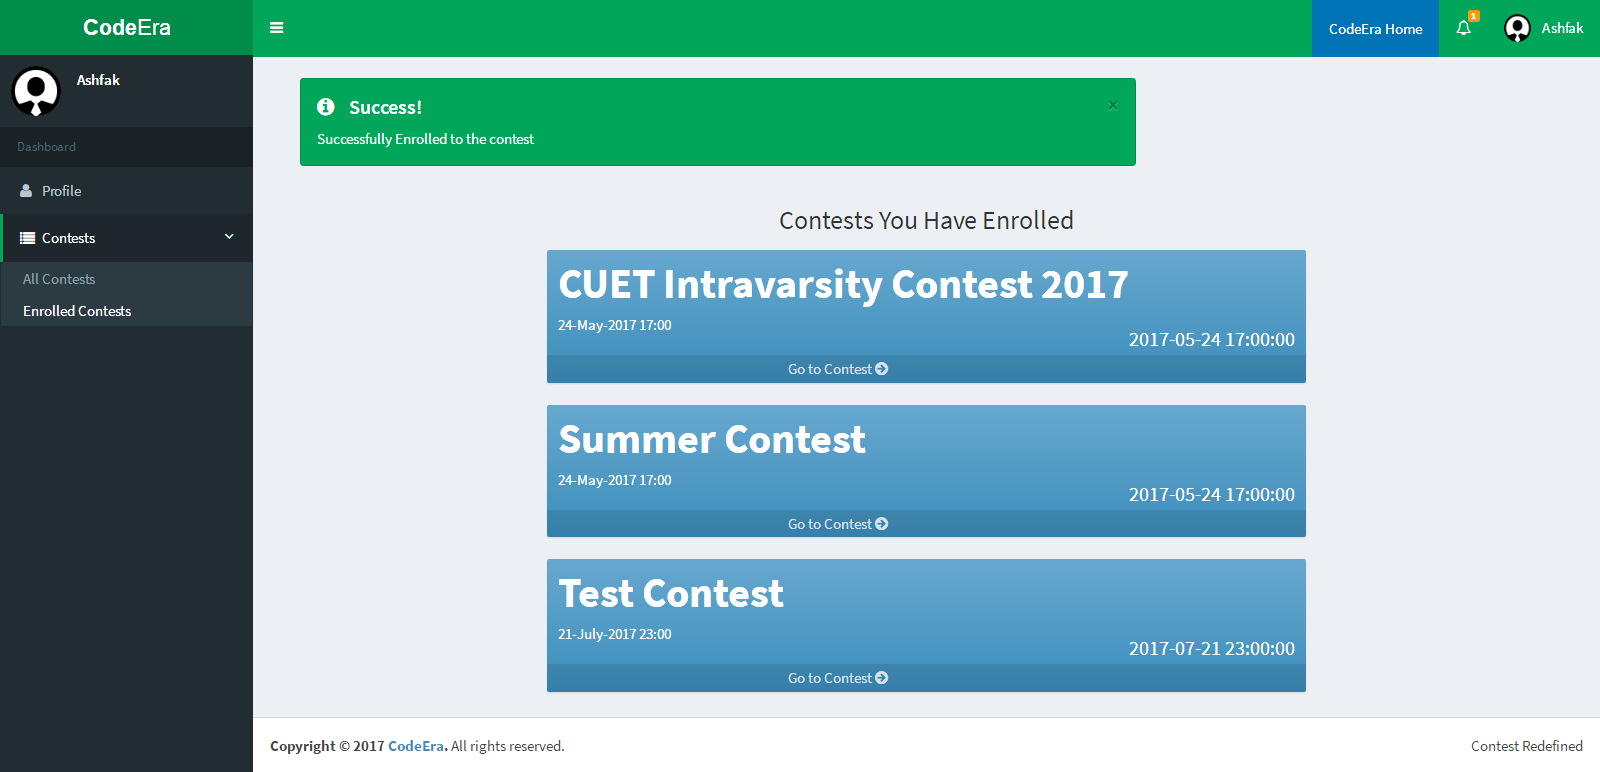 CodeEra
CodeEra Home
1
Ashfak
Ashfak
Dashboard
Profile
Contests
All Contests
Enrolled Contests
Success!
×
Successfully Enrolled to the contest
Contests You Have Enrolled
CUET Intravarsity Contest 2017
24-May-2017 17:00
2017-05-24 17:00:00
Go to Contest
Summer Contest
24-May-2017 17:00
2017-05-24 17:00:00
Go to Contest
Test Contest
21-July-2017 23:00
2017-07-21 23:00:00
Go to Contest
Copyright © 2017 CodeEra. All rights reserved.
Contest Redefined